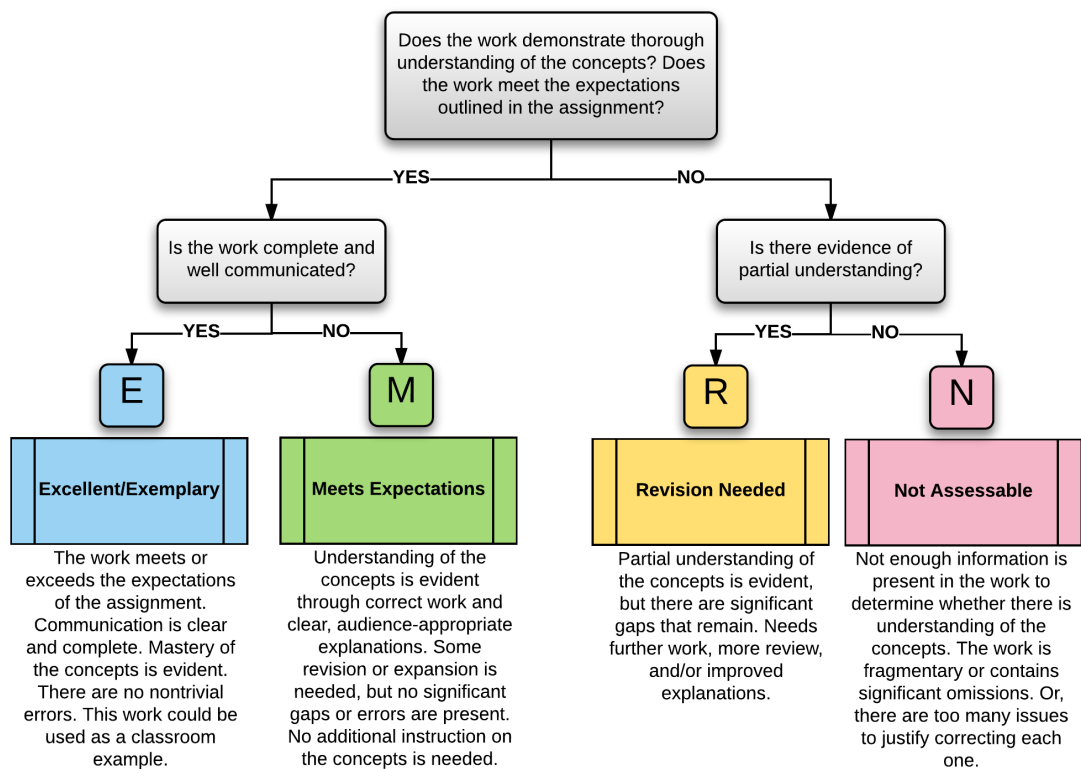 Does the work demonstrate thorough
understanding of the concepts? Does
the work meet the expectations
outlined in the assignment?
YES
NO
Is the work complete and
well communicated?
Is there evidence of
partial understanding?
YES
NO
YES
NO
E
M
R
N
Excellent/Exemplary
Meets Expectations
Revision Needed
Not Assessable
The work meets or
exceeds the expectations
of the assignment.
Communication is clear
and complete. Mastery of
the concepts is evident.
There are no nontrivial
errors. This work could be
used as a classroom
example.
Understanding of the
concepts is evident
through correct work and
clear, audience-appropriate
explanations. Some
revision or expansion is
needed, but no significant
gaps or errors are present.
No additional instruction on
the concepts is needed.
Partial understanding of
the concepts is evident,
but there are significant
gaps that remain. Needs
further work, more review,
and/or improved
explanations.
Not enough information is
present in the work to
determine whether there is
understanding of the
concepts. The work is
fragmentary or contains
significant omissions. Or,
there are too many issues
to justify correcting each
one.